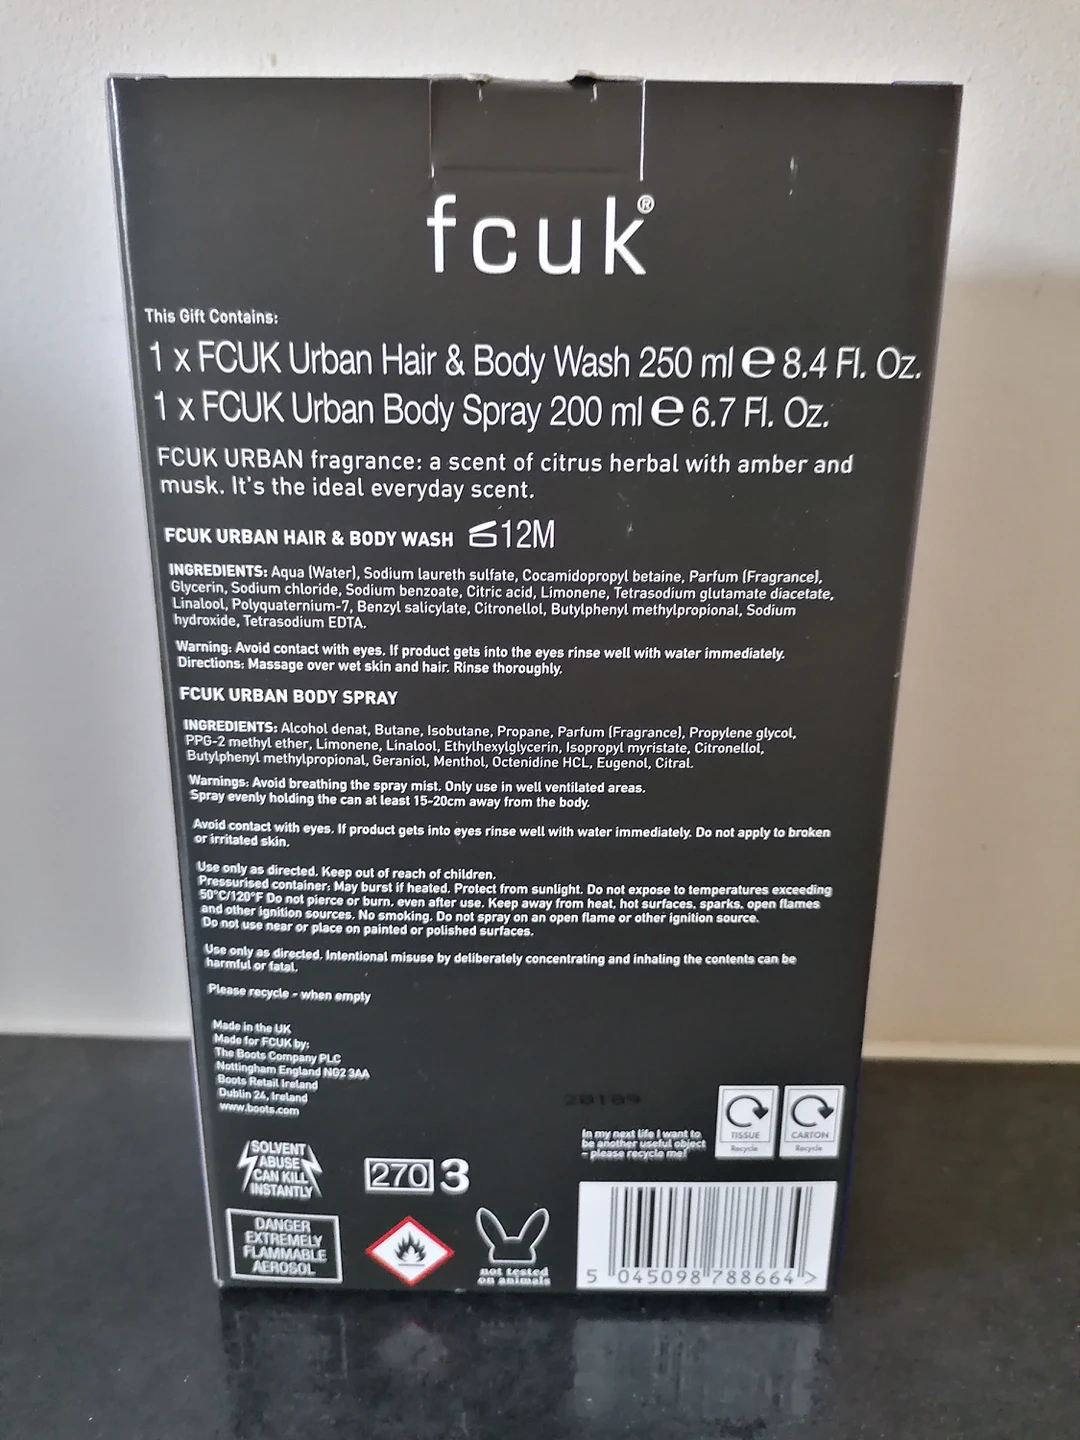 fcuk®
This Gift Contains:
1 x FCUK Urban Hair & Body Wash 250 ml ℮ 8.4 Fl. Oz.
1 x FCUK Urban Body Spray 200 ml ℮ 6.7 Fl. Oz.
FCUK URBAN fragrance: a scent of citrus herbal with amber and
musk. It's the ideal everyday scent.
FCUK URBAN HAIR & BODY WASH 12M
INGREDIENTS: Aqua (Water), Sodium laureth sulfate, Cocamidopropyl betaine, Parfum (Fragrance),
Glycerin, Sodium chloride, Sodium benzoate, Citric acid, Limonene, Tetrasodium glutamate diacetate,
Linalool, Polyquaternium-7, Benzyl salicylate, Citronellol, Butylphenyl methylpropional, Sodium
hydroxide, Tetrasodium EDTA.
Warning: Avoid contact with eyes. If product gets into the eyes rinse well with water immediately.
Directions: Massage over wet skin and hair. Rinse thoroughly.
FCUK URBAN BODY SPRAY
INGREDIENTS: Alcohol denat, Butane, Isobutane, Propane, Parfum (Fragrance), Propylene glycol,
PPG-2 methyl ether, Limonene, Linalool, Ethylhexylglycerin, Isopropyl myristate, Citronellol,
Butylphenyl methylpropional, Geraniol, Menthol, Octenidine HCL, Eugenol, Citral.
Warnings: Avoid breathing the spray mist. Only use in well ventilated areas.
Spray evenly holding the can at least 15-20cm away from the body.
Avoid contact with eyes. If product gets into eyes rinse well with water immediately. Do not apply to broken
or irritated skin.
Use only as directed. Keep out of reach of children.
Pressurised container: May burst if heated. Protect from sunlight. Do not expose to temperatures exceeding
50°C/120°F Do not pierce or burn, even after use. Keep away from heat, hot surfaces, sparks, open flames
and other ignition sources. No smoking. Do not spray on an open flame or other ignition source.
Do not use near or place on painted or polished surfaces.
Use only as directed. Intentional misuse by deliberately concentrating and inhaling the contents can be
harmful or fatal.
Please recycle - when empty
Made in the UK
Made for FCUK by:
The Boots Company PLC
Nottingham England NG2 3AA
Boots Retail Ireland
Dublin 24, Ireland
www.boots.com
20189
In my next life I want to
be another useful object
- please recycle me!
TISSUE
Recycle
CARTON
Recycle
SOLVENT
ABUSE
CAN KILL
INSTANTLY
270 3
DANGER
EXTREMELY
FLAMMABLE
AEROSOL
not tested
on animals
5 045098 788664 >